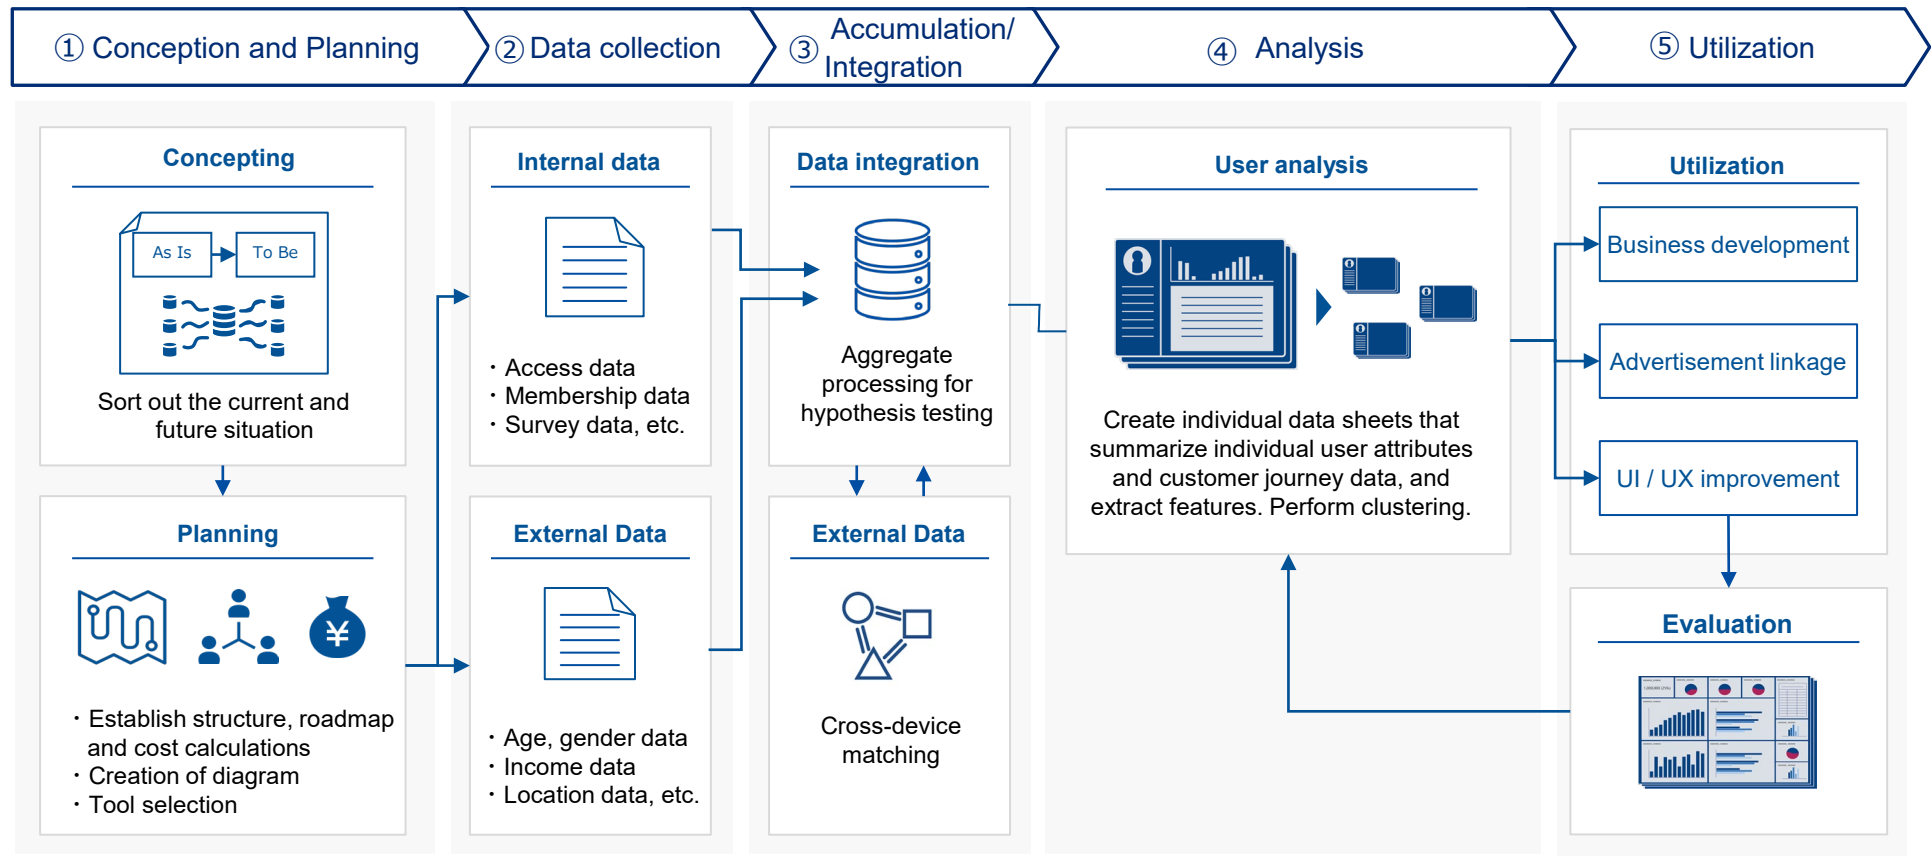 ① Conception and Planning
② Data collection
③ Accumulation/
Integration
④ Analysis
⑤ Utilization
Concepting
As Is
To Be
Sort out the current and
future situation
Planning
¥
・Establish structure, roadmap
and cost calculations
・Creation of diagram
・Tool selection
Internal data
・Access data
・Membership data
・Survey data, etc.
External Data
・Age, gender data
・Income data
・Location data, etc.
Data integration
Aggregate
processing for
hypothesis testing
External Data
Cross-device
matching
User analysis
Create individual data sheets that
summarize individual user attributes
and customer journey data, and
extract features. Perform clustering.
Utilization
Business development
Advertisement linkage
UI / UX improvement
Evaluation